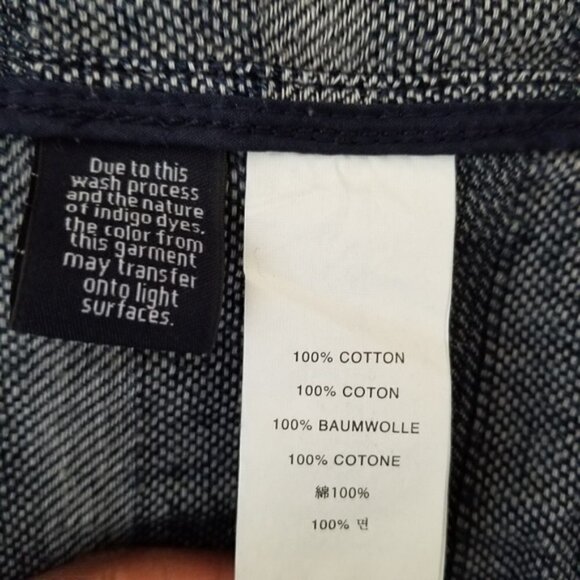 Due to this
wash process
and the nature
of indigo dyes,
the color from
this garment
may transfer
onto light
surfaces.
100% COTTON
100% COTON
100% BAUMWOLLE
100% COTONE
綿100%
100% 면